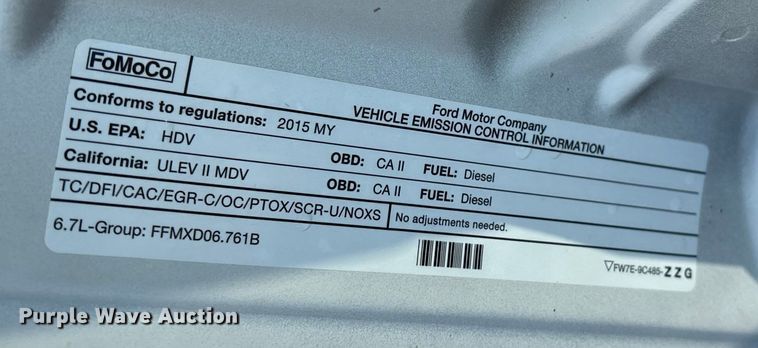 FoMoCo
Ford Motor Company
VEHICLE EMISSION CONTROL INFORMATION
Conforms to regulations: 2015 MY
U.S. EPA: HDV OBD: CA II FUEL: Diesel
California: ULEV II MDV OBD: CA II FUEL: Diesel
TC/DFI/CAC/EGR-C/OC/PTOX/SCR-U/NOXS No adjustments needed.
6.7L-Group: FFMXD06.761B
▽FW7E-9C485-ZZG
Purple Wave Auction